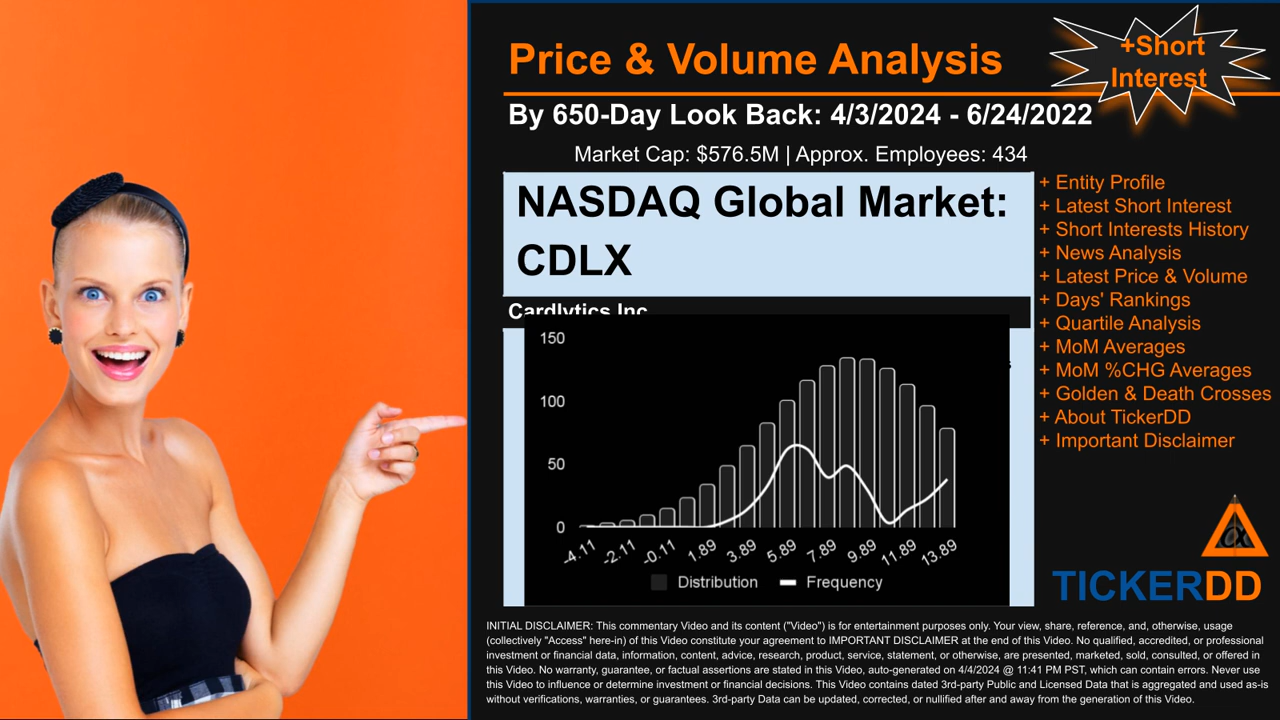 Price & Volume Analysis
+Short
Interest
By 650-Day Look Back: 4/3/2024 - 6/24/2022
Market Cap: $576.5M | Approx. Employees: 434
NASDAQ Global Market:
CDLX
Cardlytics Inc
+ Entity Profile
+ Latest Short Interest
+ Short Interests History
+ News Analysis
+ Latest Price & Volume
+ Days' Rankings
+ Quartile Analysis
+ MoM Averages
+ MoM %CHG Averages
+ Golden & Death Crosses
+ About TickerDD
+ Important Disclaimer
150
100
50
0
-4.11 -2.11 -0.11 1.89 3.89 5.89 7.89 9.89 11.89 13.89
Distribution Frequency
TICKERDD
INITIAL DISCLAIMER: This commentary Video and its content ("Video") is for entertainment purposes only. Your view, share, reference, and, otherwise, usage
(collectively "Access" here-in) of this Video constitute your agreement to IMPORTANT DISCLAIMER at the end of this Video. No qualified, accredited, or professional
investment or financial data, information, content, advice, research, product, service, statement, or otherwise, are presented, marketed, sold, consulted, or offered in
this Video. No warranty, guarantee, or factual assertions are stated in this Video, auto-generated on 4/4/2024 @ 11:41 PM PST, which can contain errors. Never use
this Video to influence or determine investment or financial decisions. This Video contains dated 3rd-party Public and Licensed Data that is aggregated and used as-is
without verifications, warranties, or guarantees. 3rd-party Data can be updated, corrected, or nullified after and away from the generation of this Video.